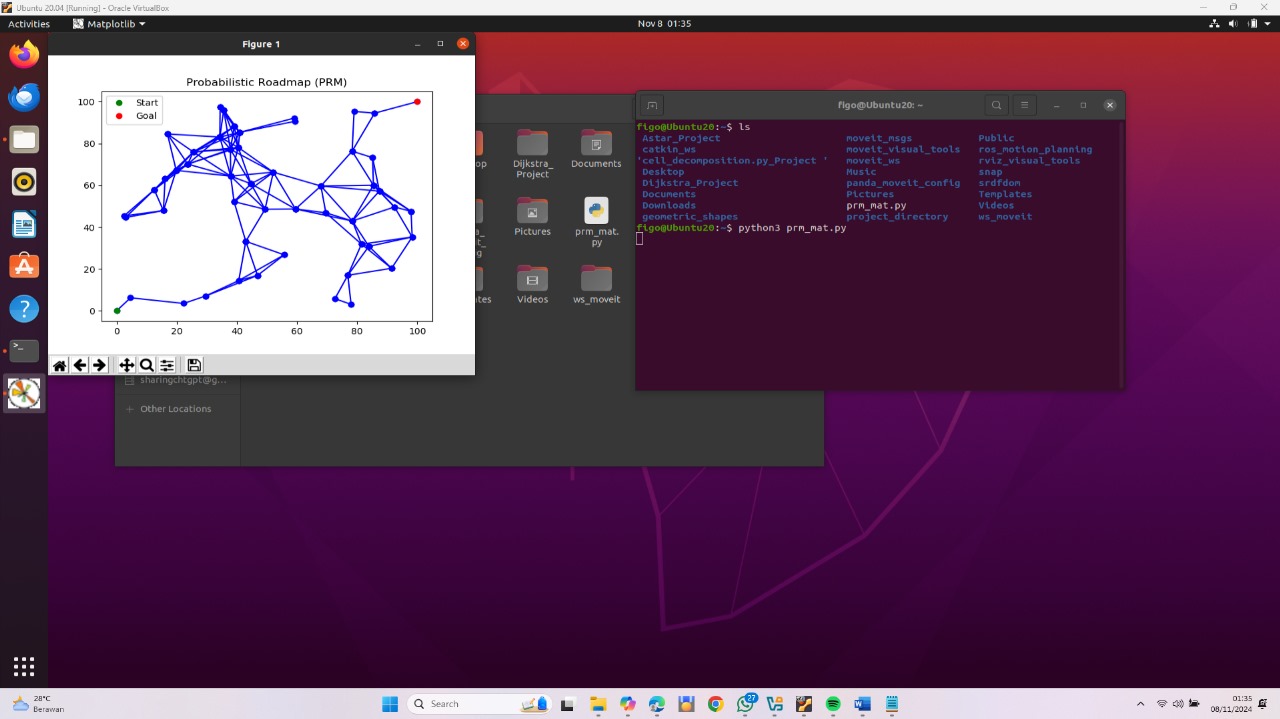 Ubuntu 20.04 [Running] - Oracle VirtualBox
Activities
Matplotlib
Nov 8 01:35
Figure 1
Probabilistic Roadmap (PRM)
Start
Goal
100
80
60
40
20
0
0
20
40
60
80
100
Dijkstra_
Project
Documents
Pictures
prm_mat.
py
Videos
ws_moveit
sharingchtgpt@g...
+ Other Locations
figo@Ubuntu20: ~
figo@Ubuntu20:~$ ls
Astar_Project moveit_msgs Public
catkin_ws moveit_visual_tools ros_motion_planning
'cell_decomposition.py_Project ' moveit_ws rviz_visual_tools
Desktop Music snap
Dijkstra_Project panda_moveit_config srdfdom
Documents Pictures Templates
Downloads prm_mat.py Videos
geometric_shapes project_directory ws_moveit
figo@Ubuntu20:~$ python3 prm_mat.py
28°C
Berawan
Search
27
01:35
08/11/2024